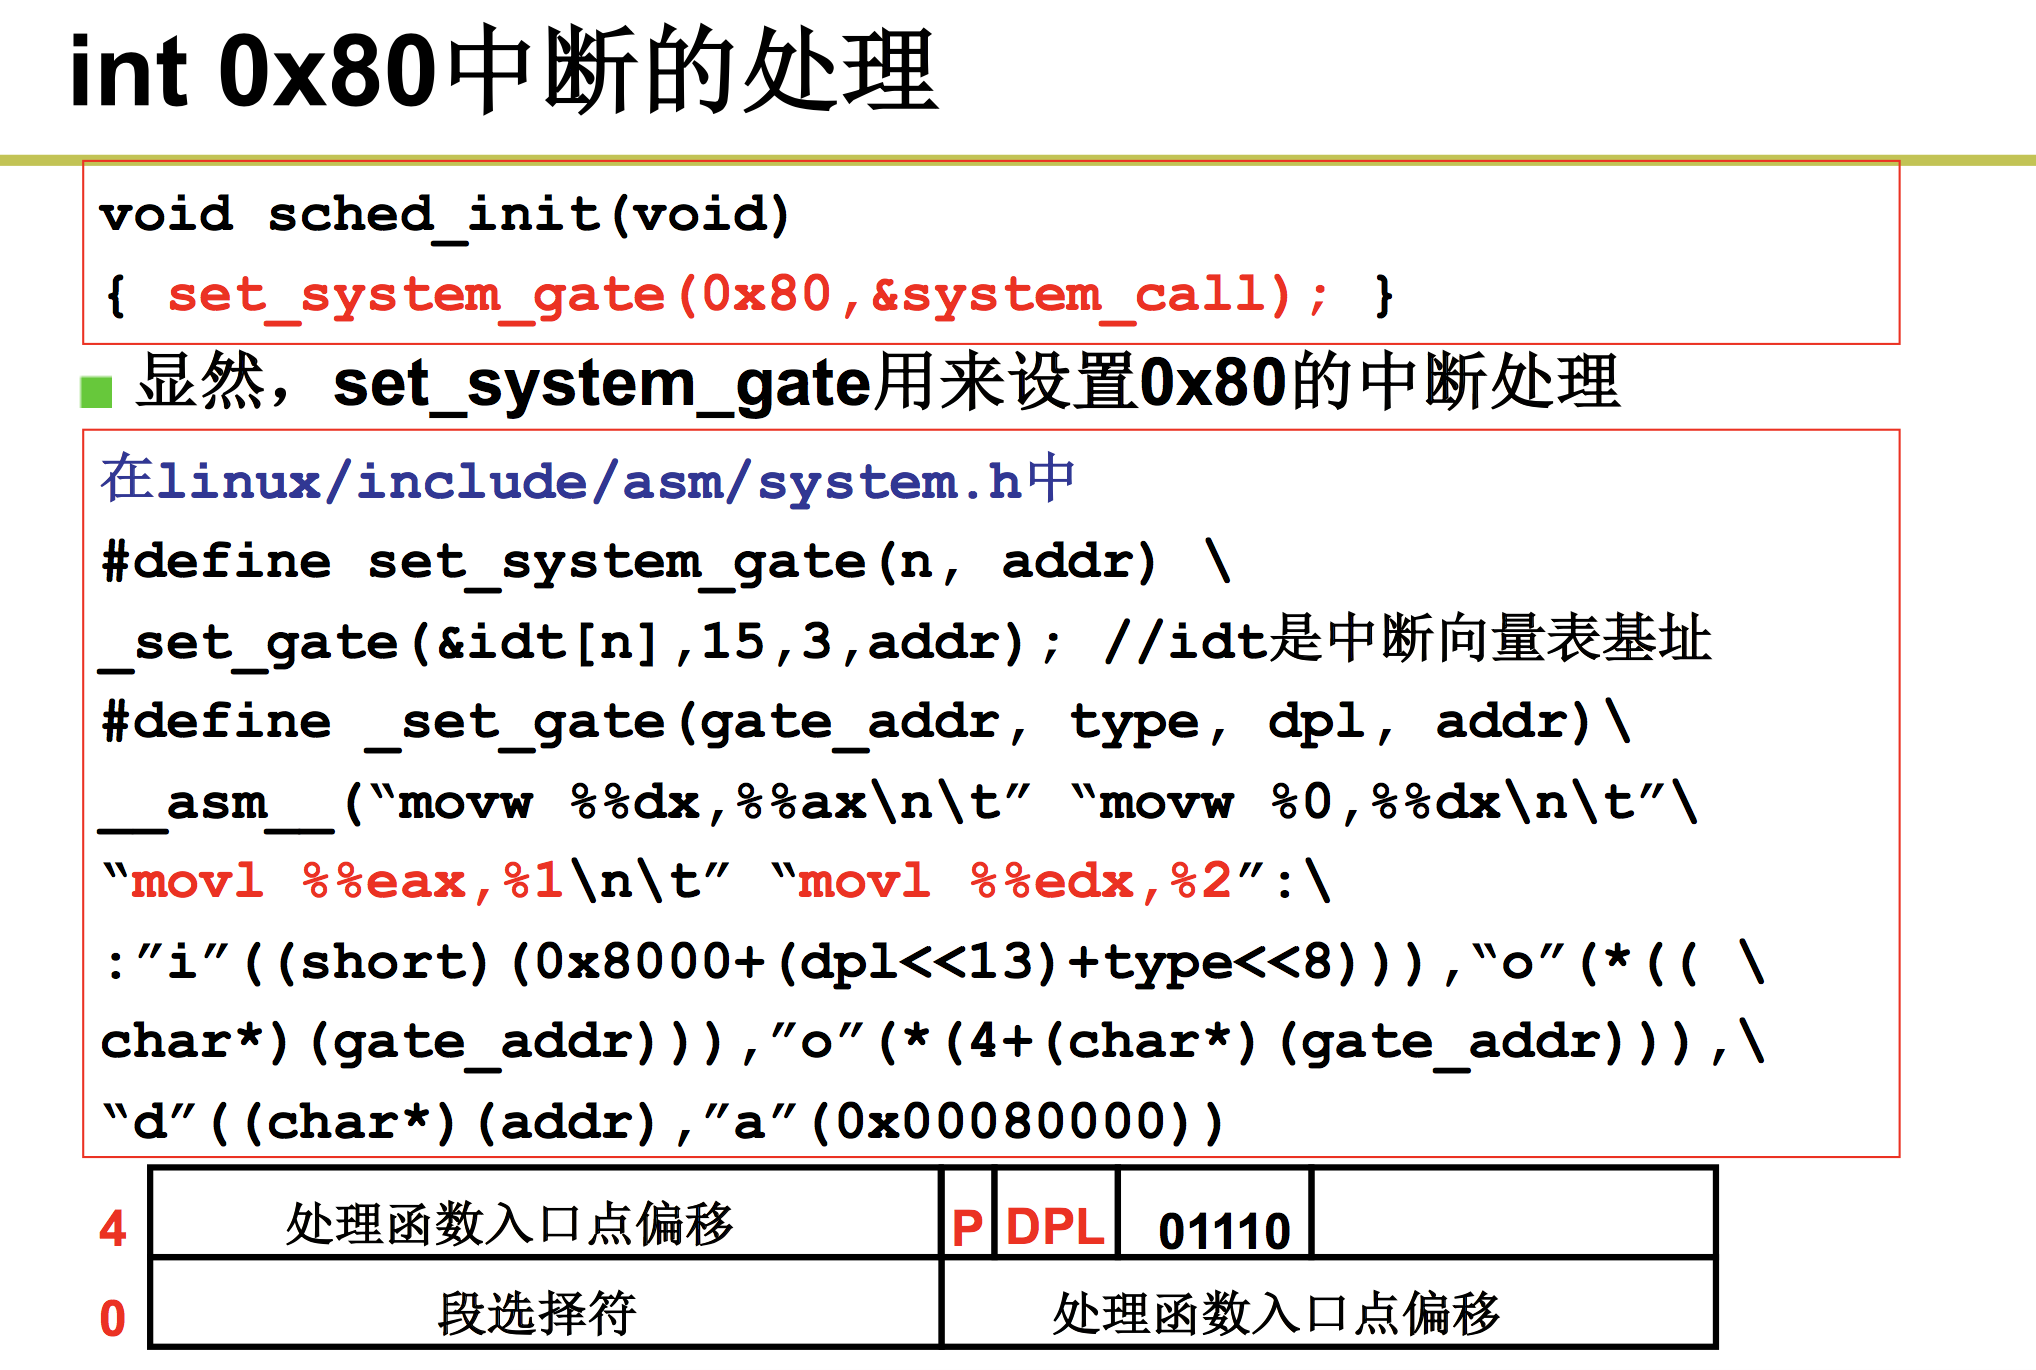 int 0x80中断的处理
void sched_init(void)
{ set_system_gate(0x80,&system_call); }
显然，set_system_gate用来设置0x80的中断处理
在linux/include/asm/system.h中
#define set_system_gate(n, addr) \
_set_gate(&idt[n],15,3,addr); //idt是中断向量表基址
#define _set_gate(gate_addr, type, dpl, addr)\
__asm__(“movw %%dx,%%ax\n\t” “movw %0,%%dx\n\t”\
“movl %%eax,%1\n\t” “movl %%edx,%2”:\
:”i”((short)(0x8000+(dpl<<13)+type<<8))),“o”(*(( \
char*)(gate_addr))),”o”(*(4+(char*)(gate_addr))),\
“d”((char*)(addr),”a”(0x00080000))
4 处理函数入口点偏移 P DPL 01110
0 段选择符 处理函数入口点偏移